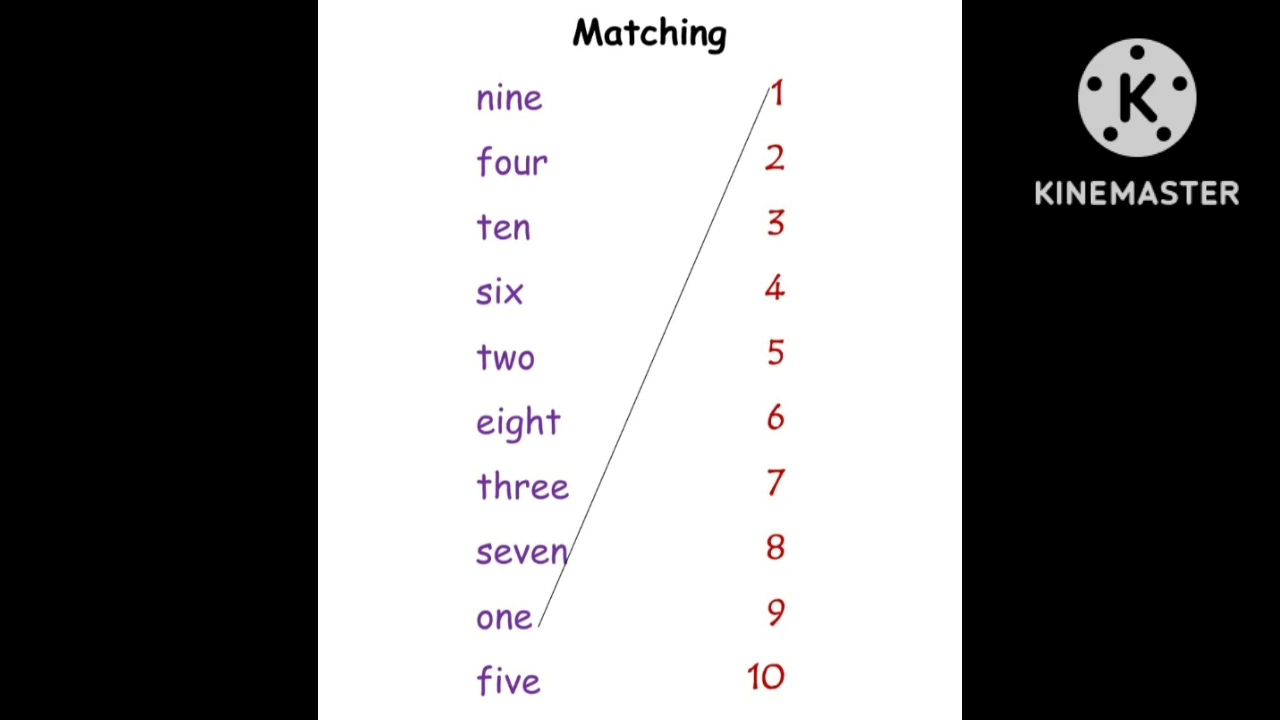 Matching
nine 1
four 2
ten 3
six 4
two 5
eight 6
three 7
seven 8
one 9
five 10
K
KINEMASTER